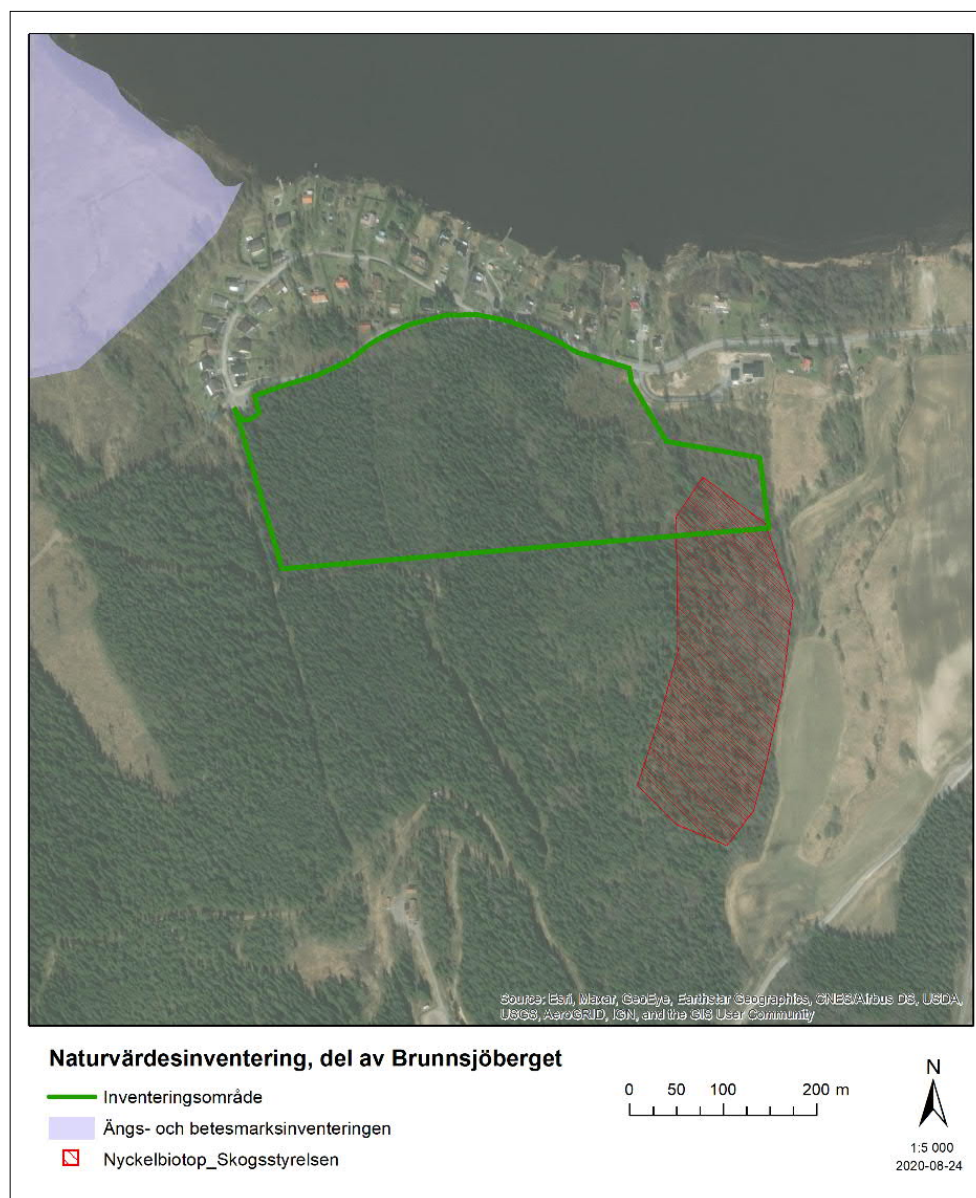 Source: Esri, Maxar, GeoEye, Earthstar Geographics, CNES/Airbus DS, USDA,
USGS, AeroGRID, IGN, and the GIS User Community
Naturvärdesinventering, del av Brunnsjöberget
Inventeringsområde
Ängs- och betesmarksinventeringen
Nyckelbiotop_Skogsstyrelsen
0 50 100 200 m
N
1:5 000
2020-08-24